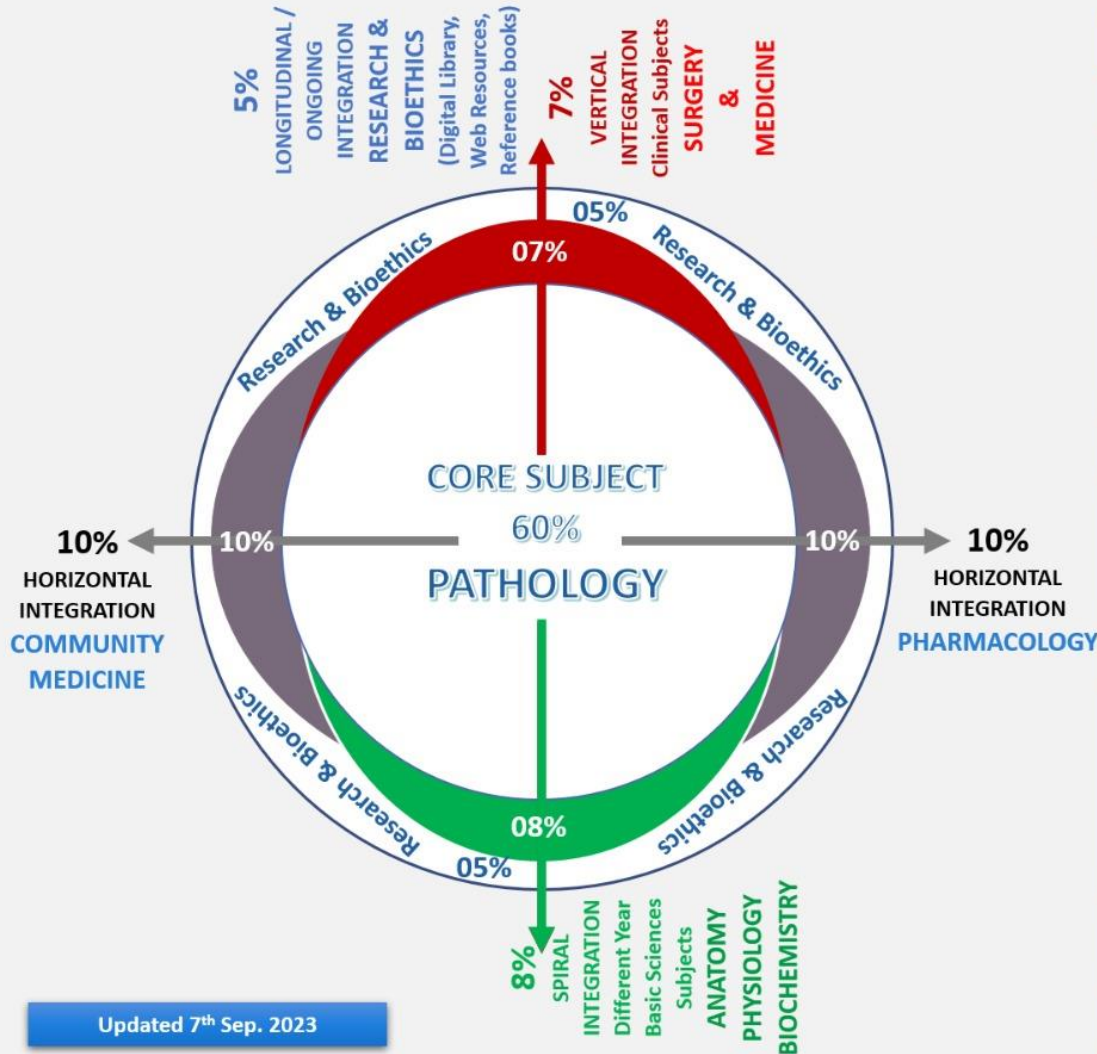 5%
LONGITUDINAL /
ONGOING
INTEGRATION
RESEARCH &
BIOETHICS
(Digital Library,
Web Resources,
Reference books)
7%
VERTICAL
INTEGRATION
Clinical Subjects
SURGERY
&
MEDICINE
05%
Research & Bioethics
07%
Research & Bioethics
CORE SUBJECT
60%
PATHOLOGY
10%
HORIZONTAL
INTEGRATION
COMMUNITY
MEDICINE
10%
10%
10%
HORIZONTAL
INTEGRATION
PHARMACOLOGY
Research & Bioethics
Research & Bioethics
08%
05%
8%
SPIRAL
INTEGRATION
Different Year
Basic Sciences
Subjects
ANATOMY
PHYSIOLOGY
BIOCHEMISTRY
Updated 7th Sep. 2023